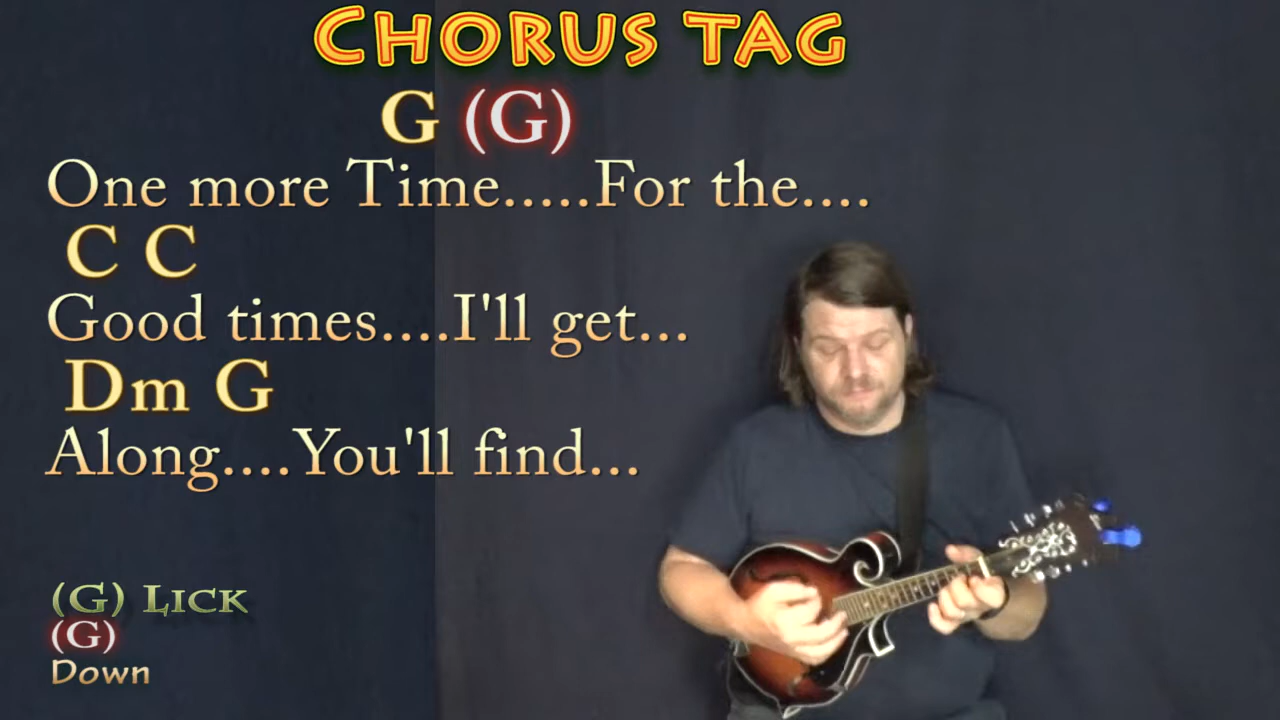 CHORUS TAG
G (G)
One more Time.....For the....
C C
Good times....I'll get...
Dm G
Along....You'll find...
(G) LICK
(G)
Down